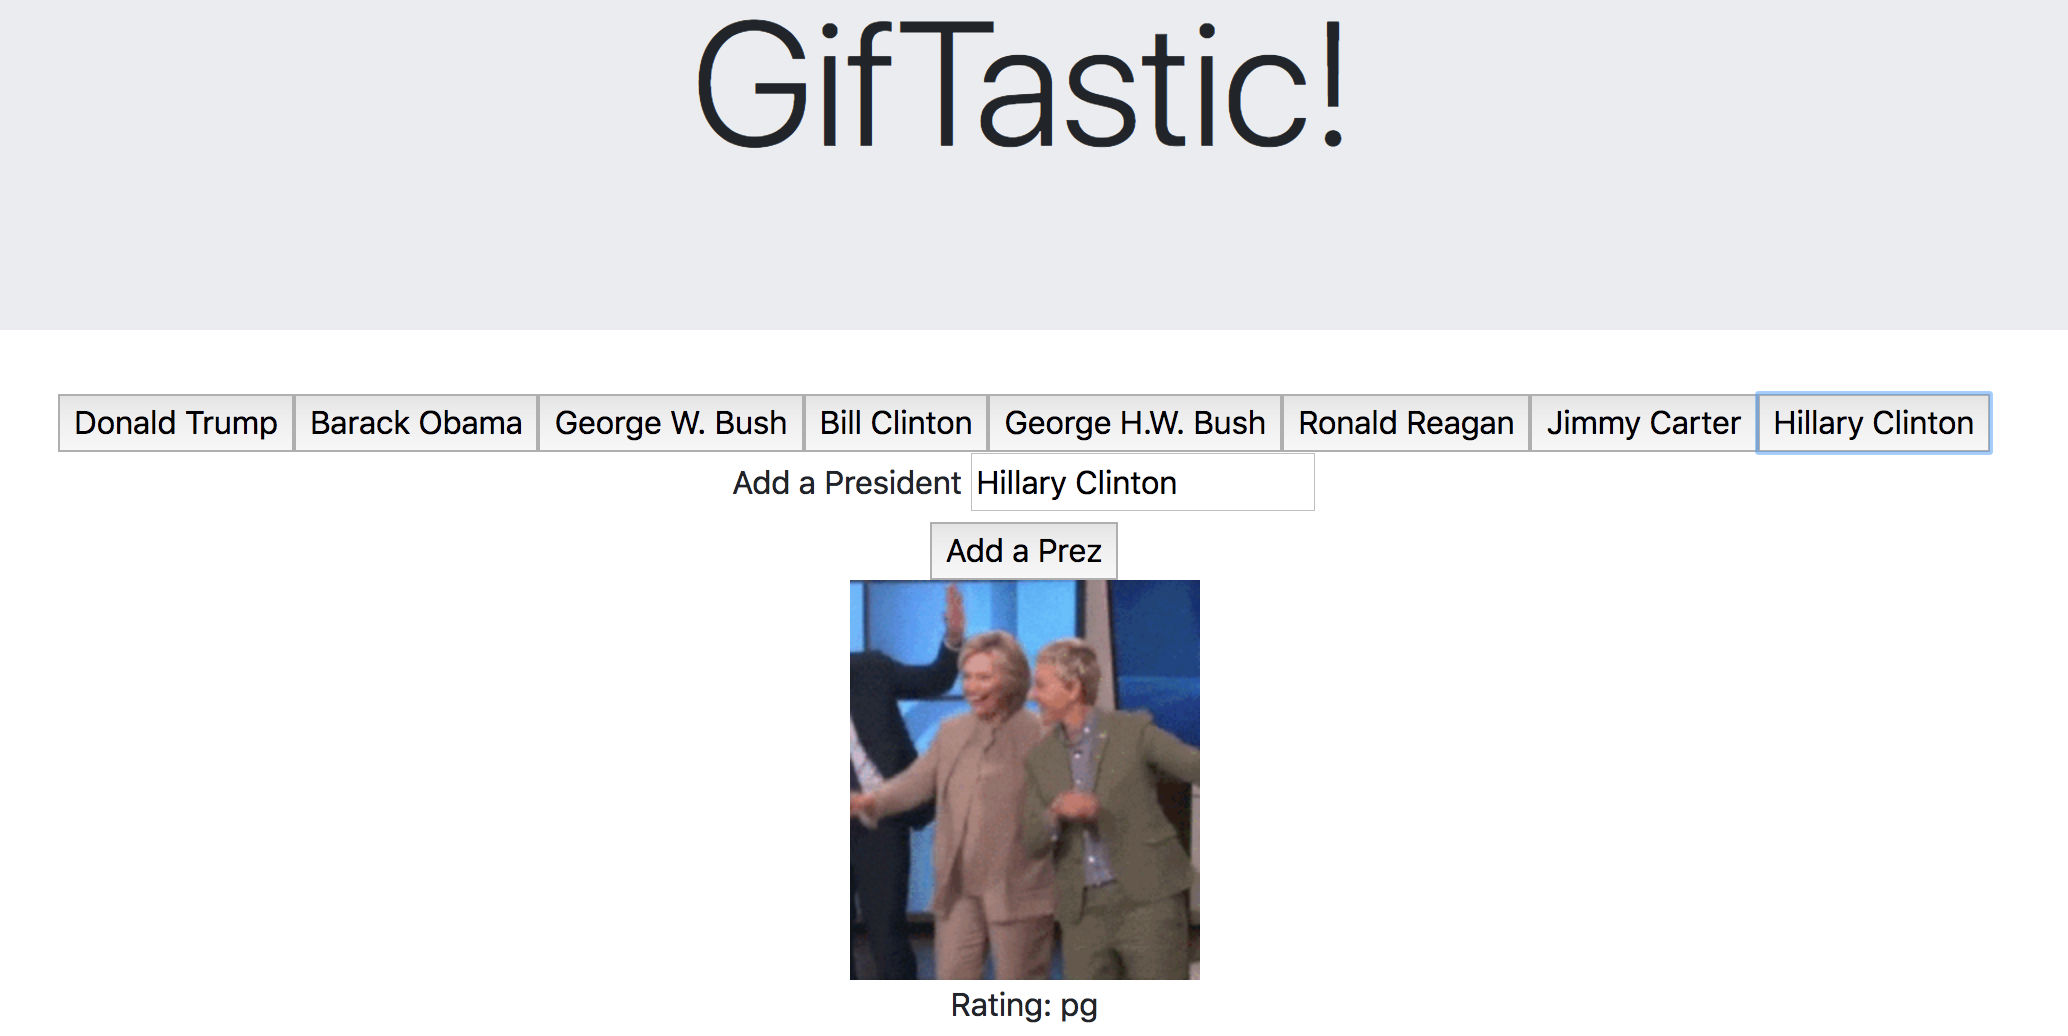 GifTastic!
Donald Trump Barack Obama George W. Bush Bill Clinton George H.W. Bush Ronald Reagan Jimmy Carter Hillary Clinton
Add a President Hillary Clinton
Add a Prez
Rating: pg